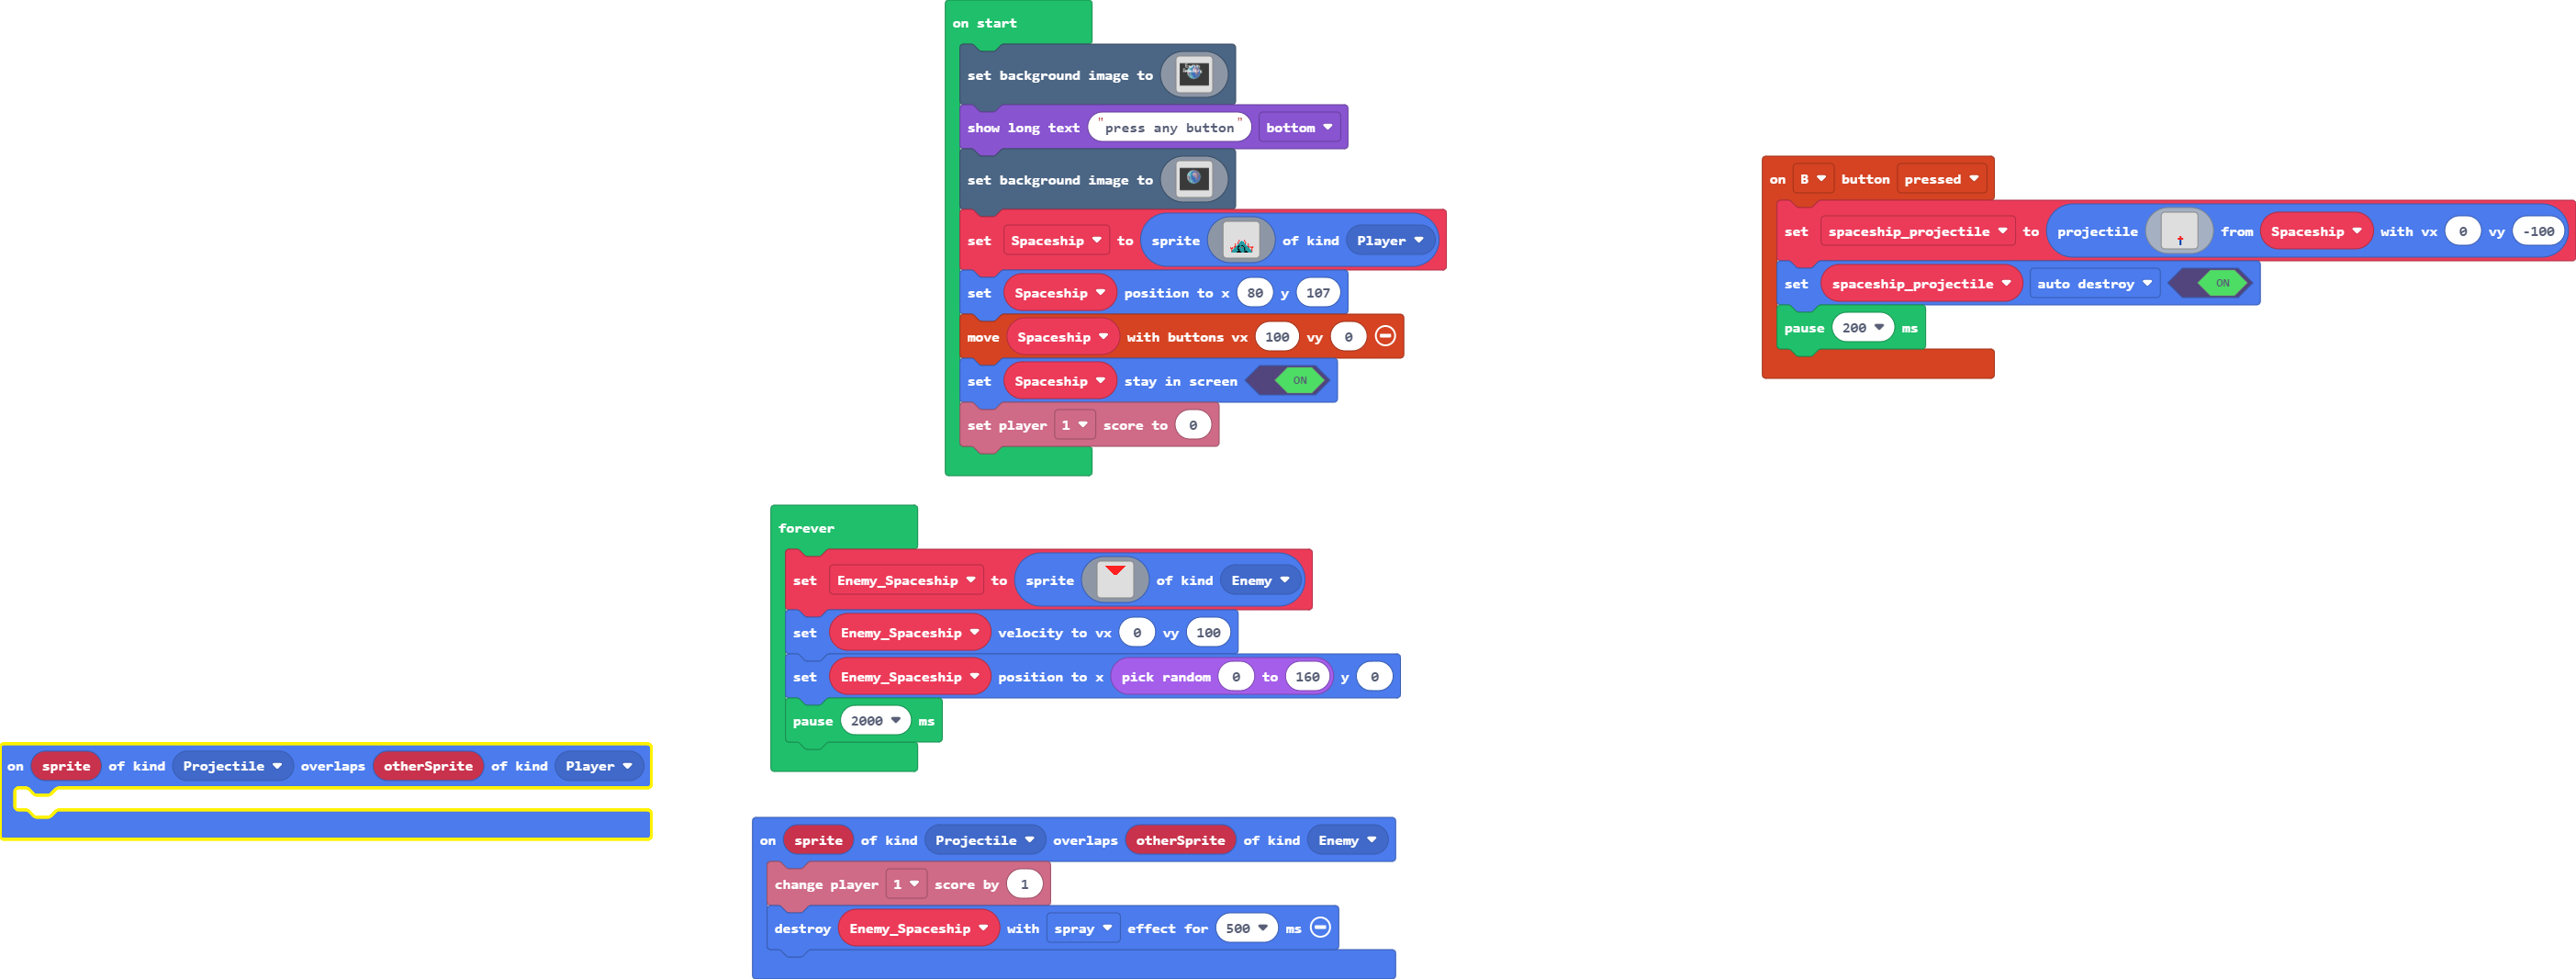 on start
set background image to
show long text "press any button" bottom
set background image to
set Spaceship to sprite of kind Player
set Spaceship position to x 80 y 107
move Spaceship with buttons vx 100 vy 0
set Spaceship stay in screen ON
set player 1 score to 0
on B button pressed
set spaceship_projectile to projectile from Spaceship with vx 0 vy -100
set spaceship_projectile auto destroy ON
pause 200 ms
forever
set Enemy_Spaceship to sprite of kind Enemy
set Enemy_Spaceship velocity to vx 0 vy 100
set Enemy_Spaceship position to x pick random 0 to 160 y 0
pause 2000 ms
on sprite of kind Projectile overlaps otherSprite of kind Player
on sprite of kind Projectile overlaps otherSprite of kind Enemy
change player 1 score by 1
destroy Enemy_Spaceship with spray effect for 500 ms